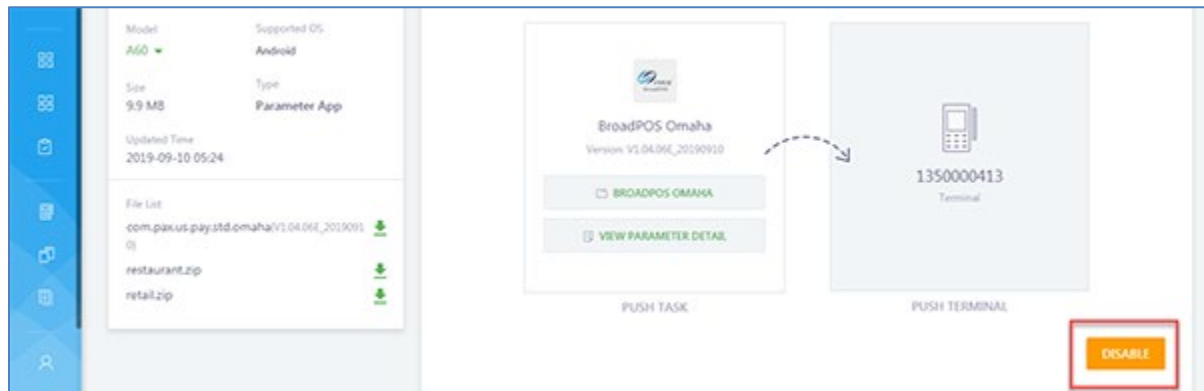 Model
Supported OS
A60
Android
Size
Type
9.9 MB
Parameter App
Updated Time
2019-09-10 05:24
File List
com.pax.us.pay.std.omaha(V1.04.06E_2019091
0)
restaurant.zip
retail.zip
BroadPOS Omaha
Version: V1.04.06E_20190910
BROADPOS OMAHA
VIEW PARAMETER DETAIL
PUSH TASK
1350000413
Terminal
PUSH TERMINAL
DISABLE